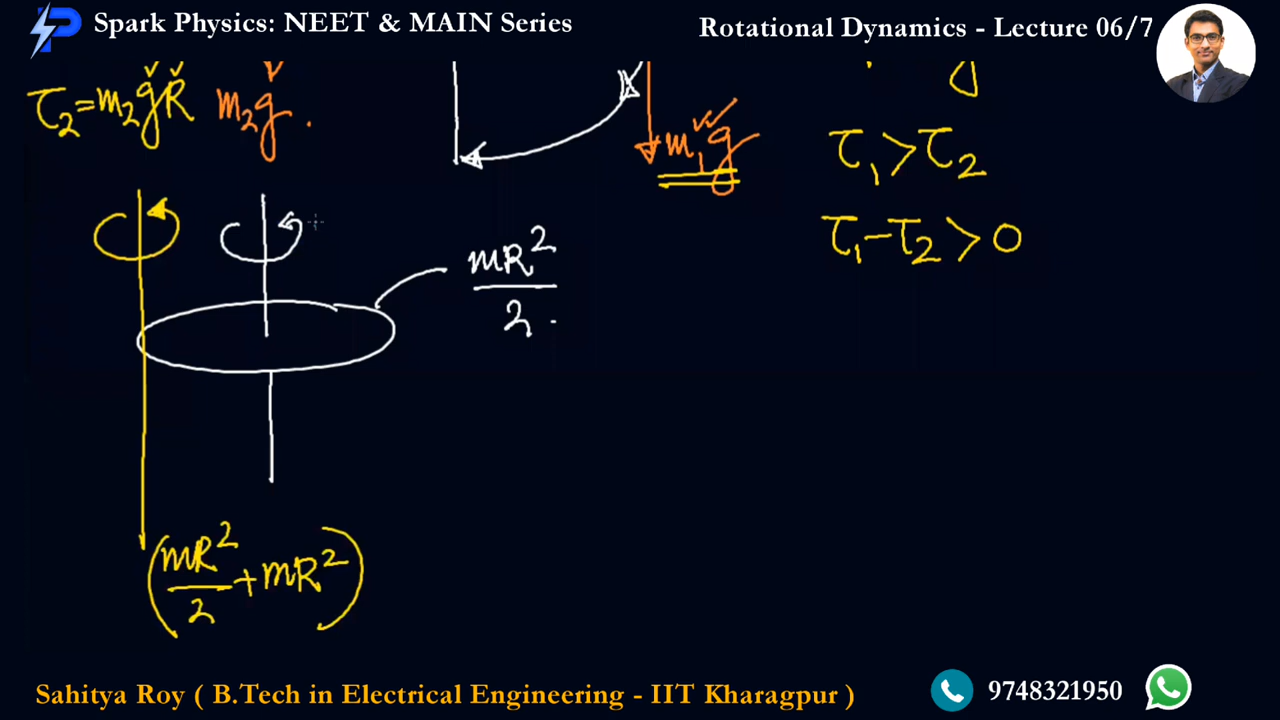 Spark Physics: NEET & MAIN Series
Rotational Dynamics - Lecture 06/7
τ₂=m₂gR m₂g.
m₁g
τ₁>τ₂
τ₁-τ₂>0
mR²/2.
(mR²/2+mR²)
Sahitya Roy ( B.Tech in Electrical Engineering - IIT Kharagpur )
9748321950